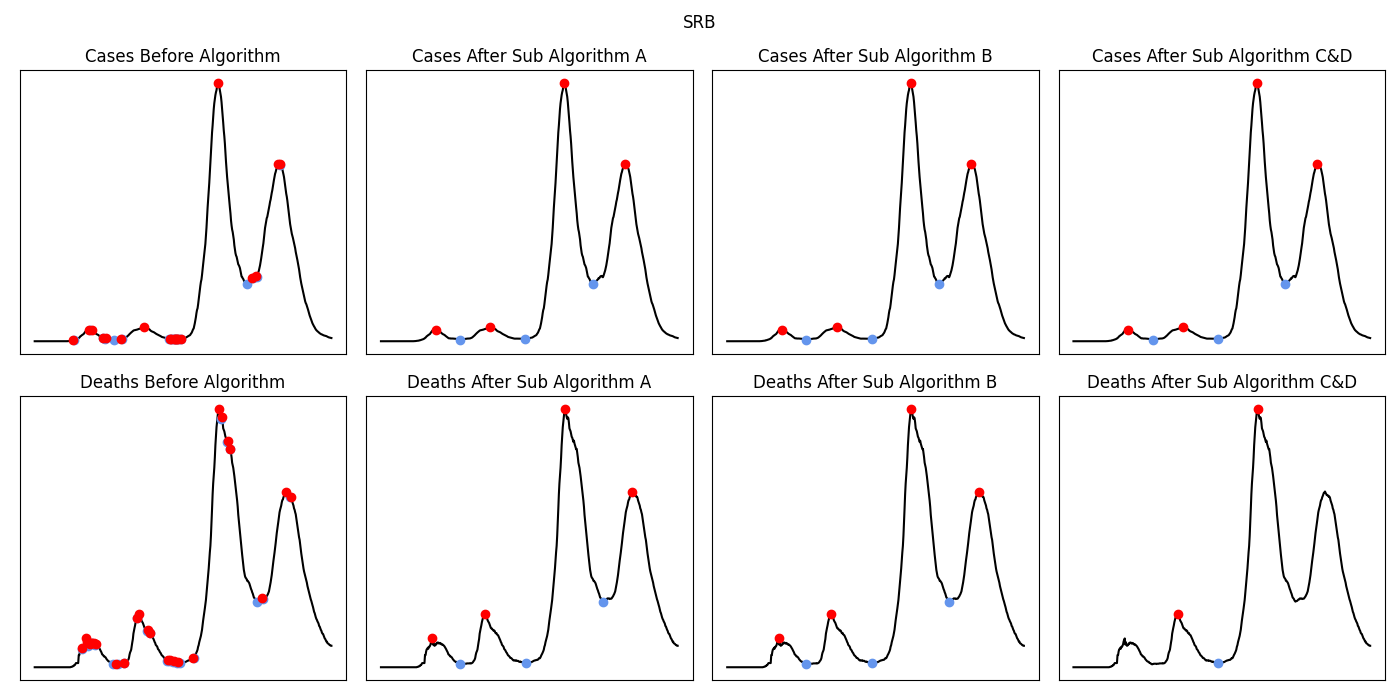 SRB
Cases Before Algorithm
Cases After Sub Algorithm A
Cases After Sub Algorithm B
Cases After Sub Algorithm C&D
Deaths Before Algorithm
Deaths After Sub Algorithm A
Deaths After Sub Algorithm B
Deaths After Sub Algorithm C&D